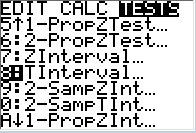 EDIT CALC TESTS
5↑1-PropZTest…
6:2-PropZTest…
7:ZInterval…
8:TInterval…
9:2-SampZInt…
0:2-SampTInt…
A↓1-PropZInt…